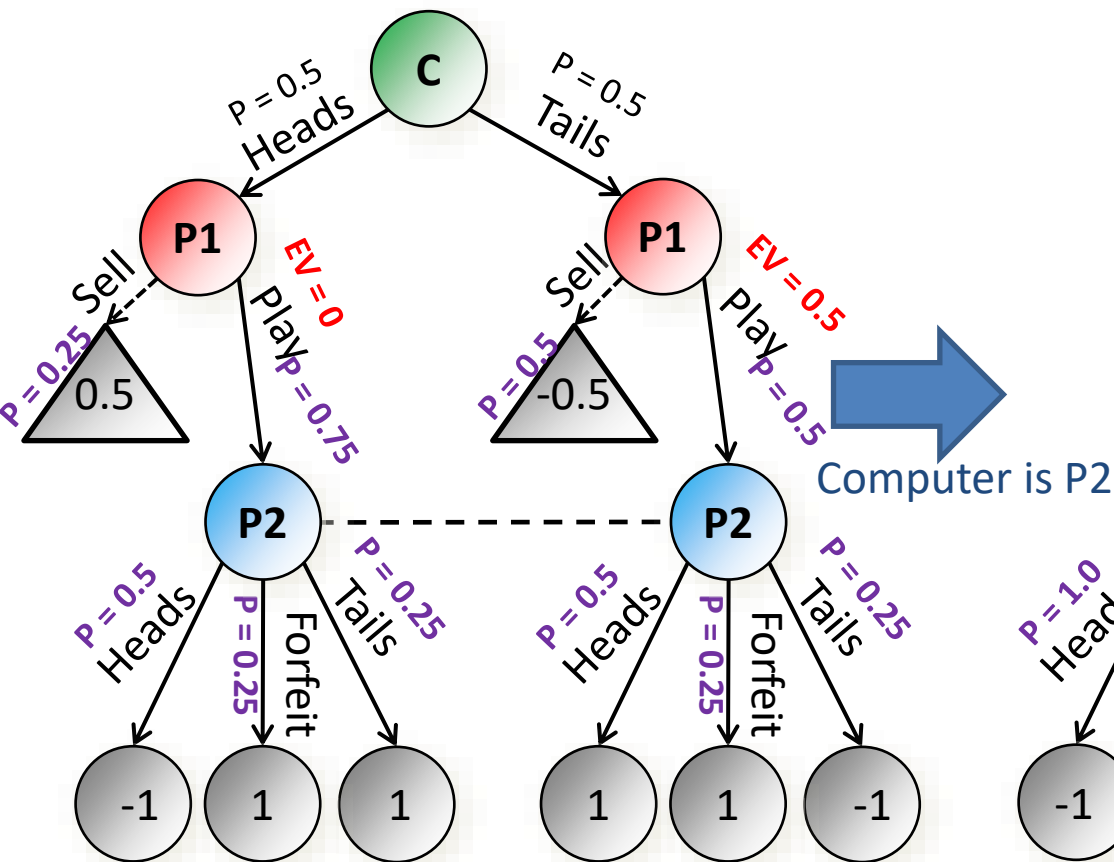 C
P = 0.5
Heads
P = 0.5
Tails
P1
P1
Sell
EV = 0
Play
P = 0.25
0.5
P = 0.75
Sell
EV = 0.5
Play
P = 0.5
-0.5
P = 0.5
Computer is P2
P2
P2
P = 0.5
Heads
P = 0.25
Forfeit
P = 0.25
Tails
P = 0.5
Heads
P = 0.25
Forfeit
P = 0.25
Tails
P = 1.0
-1
1
1
1
1
-1
-1